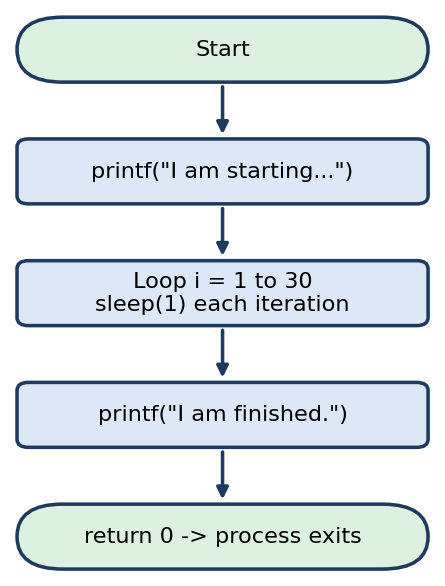 Start
printf("I am starting...")
Loop i = 1 to 30
sleep(1) each iteration
printf("I am finished.")
return 0 -> process exits